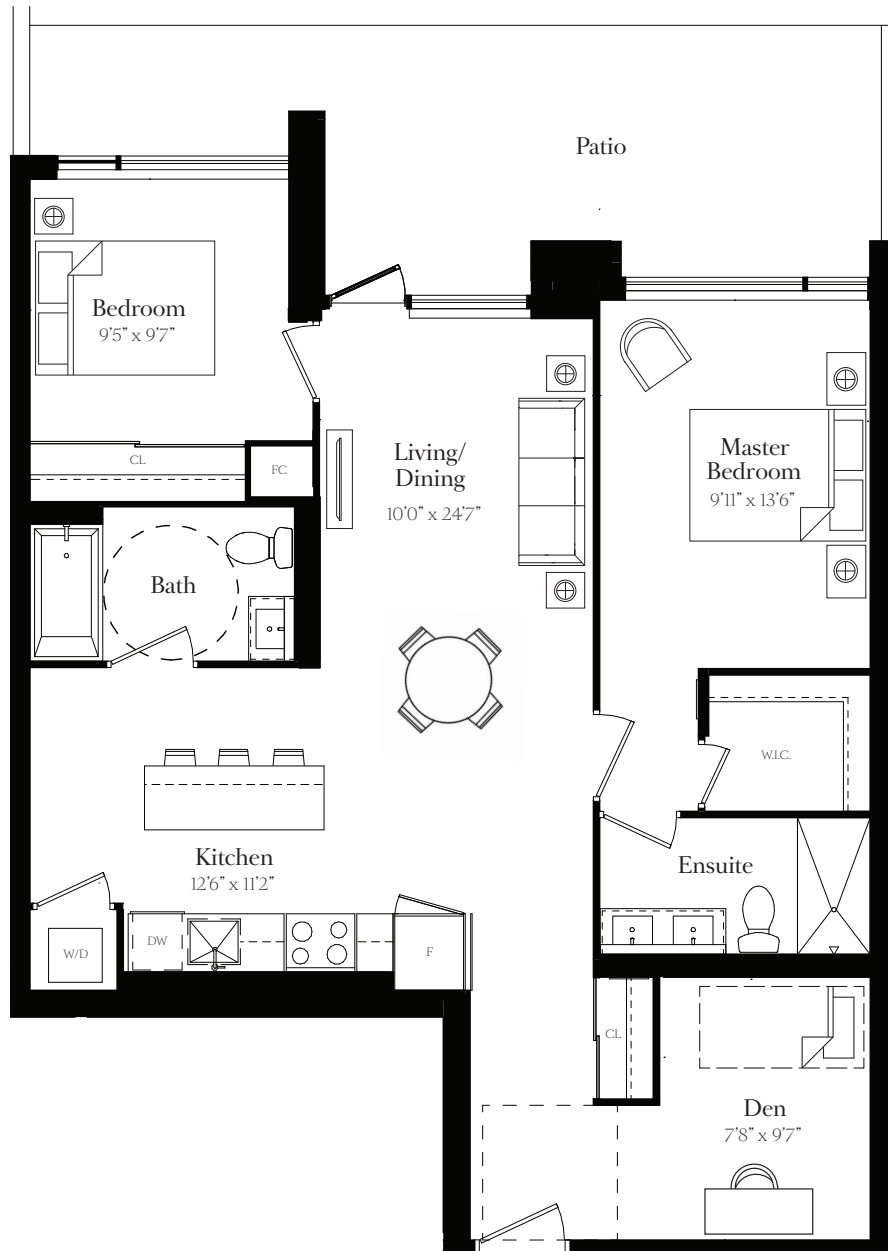 Patio
Bedroom
9'5" x 9'7"
CL
FC
Living/
Dining
10'0" x 24'7"
Master
Bedroom
9'11" x 13'6"
Bath
W.I.C.
Kitchen
12'6" x 11'2"
Ensuite
W/D
DW
F
CL
Den
7'8" x 9'7"